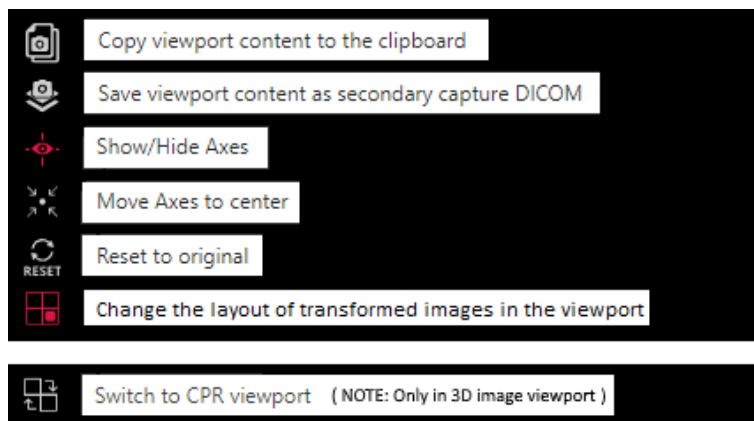 Copy viewport content to the clipboard
Save viewport content as secondary capture DICOM
Show/Hide Axes
Move Axes to center
RESET Reset to original
Change the layout of transformed images in the viewport
Switch to CPR viewport ( NOTE: Only in 3D image viewport )